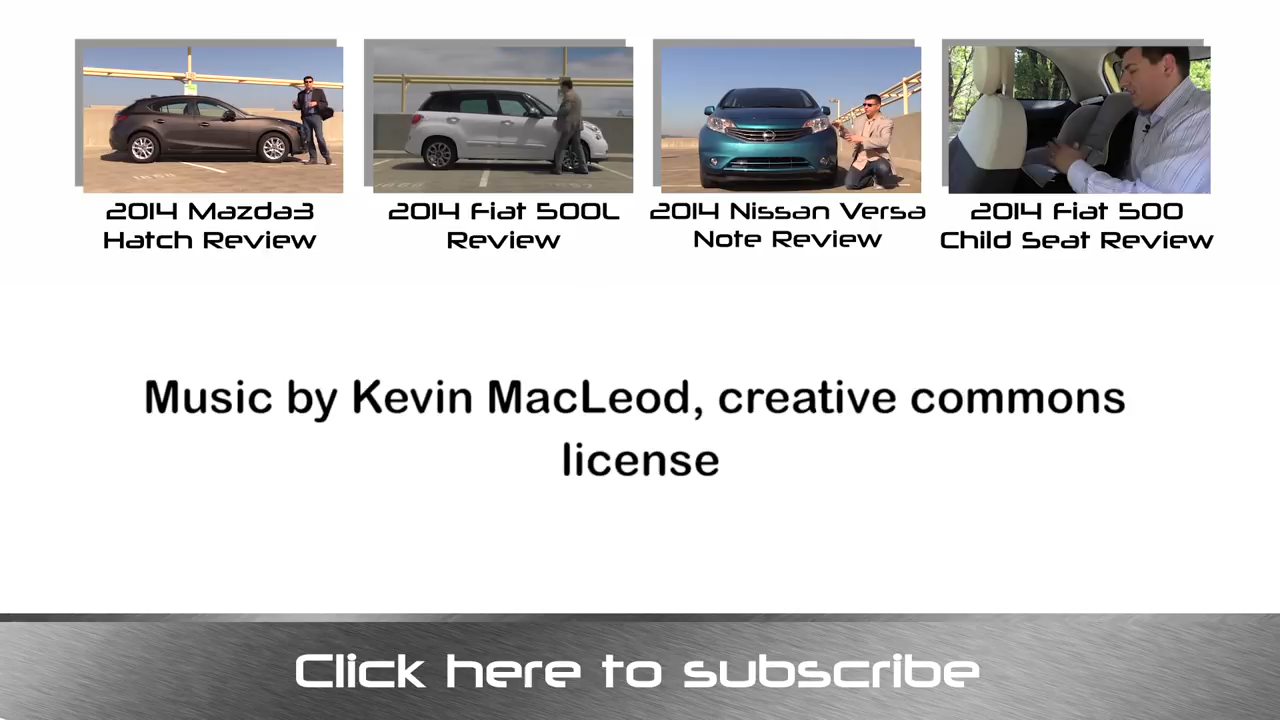 2014 Mazda3
Hatch Review
2014 Fiat 500L
Review
2014 Nissan Versa
Note Review
2014 Fiat 500
Child Seat Review
Music by Kevin MacLeod, creative commons
license
Click here to subscribe